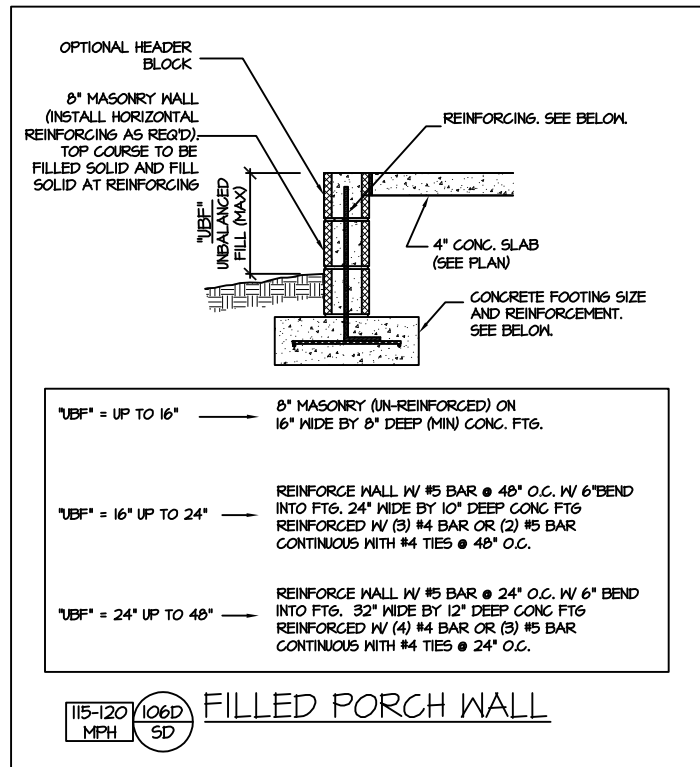 OPTIONAL HEADER
BLOCK
8" MASONRY WALL
(INSTALL HORIZONTAL
REINFORCING AS REQ'D).
TOP COURSE TO BE
FILLED SOLID AND FILL
SOLID AT REINFORCING
"UBF"
UNBALANCED
FILL (MAX)
REINFORCING. SEE BELOW.
4" CONC. SLAB
(SEE PLAN)
CONCRETE FOOTING SIZE
AND REINFORCEMENT.
SEE BELOW.
"UBF" = UP TO 16"
8" MASONRY (UN-REINFORCED) ON
16" WIDE BY 8" DEEP (MIN) CONC. FTG.
"UBF" = 16" UP TO 24"
REINFORCE WALL W/ #5 BAR @ 48" O.C. W/ 6"BEND
INTO FTG. 24" WIDE BY 10" DEEP CONC FTG
REINFORCED W/ (3) #4 BAR OR (2) #5 BAR
CONTINUOUS WITH #4 TIES @ 48" O.C.
"UBF" = 24" UP TO 48"
REINFORCE WALL W/ #5 BAR @ 24" O.C. W/ 6" BEND
INTO FTG. 32" WIDE BY 12" DEEP CONC FTG
REINFORCED W/ (4) #4 BAR OR (3) #5 BAR
CONTINUOUS WITH #4 TIES @ 24" O.C.
115-120
MPH
106D
SD
FILLED PORCH WALL